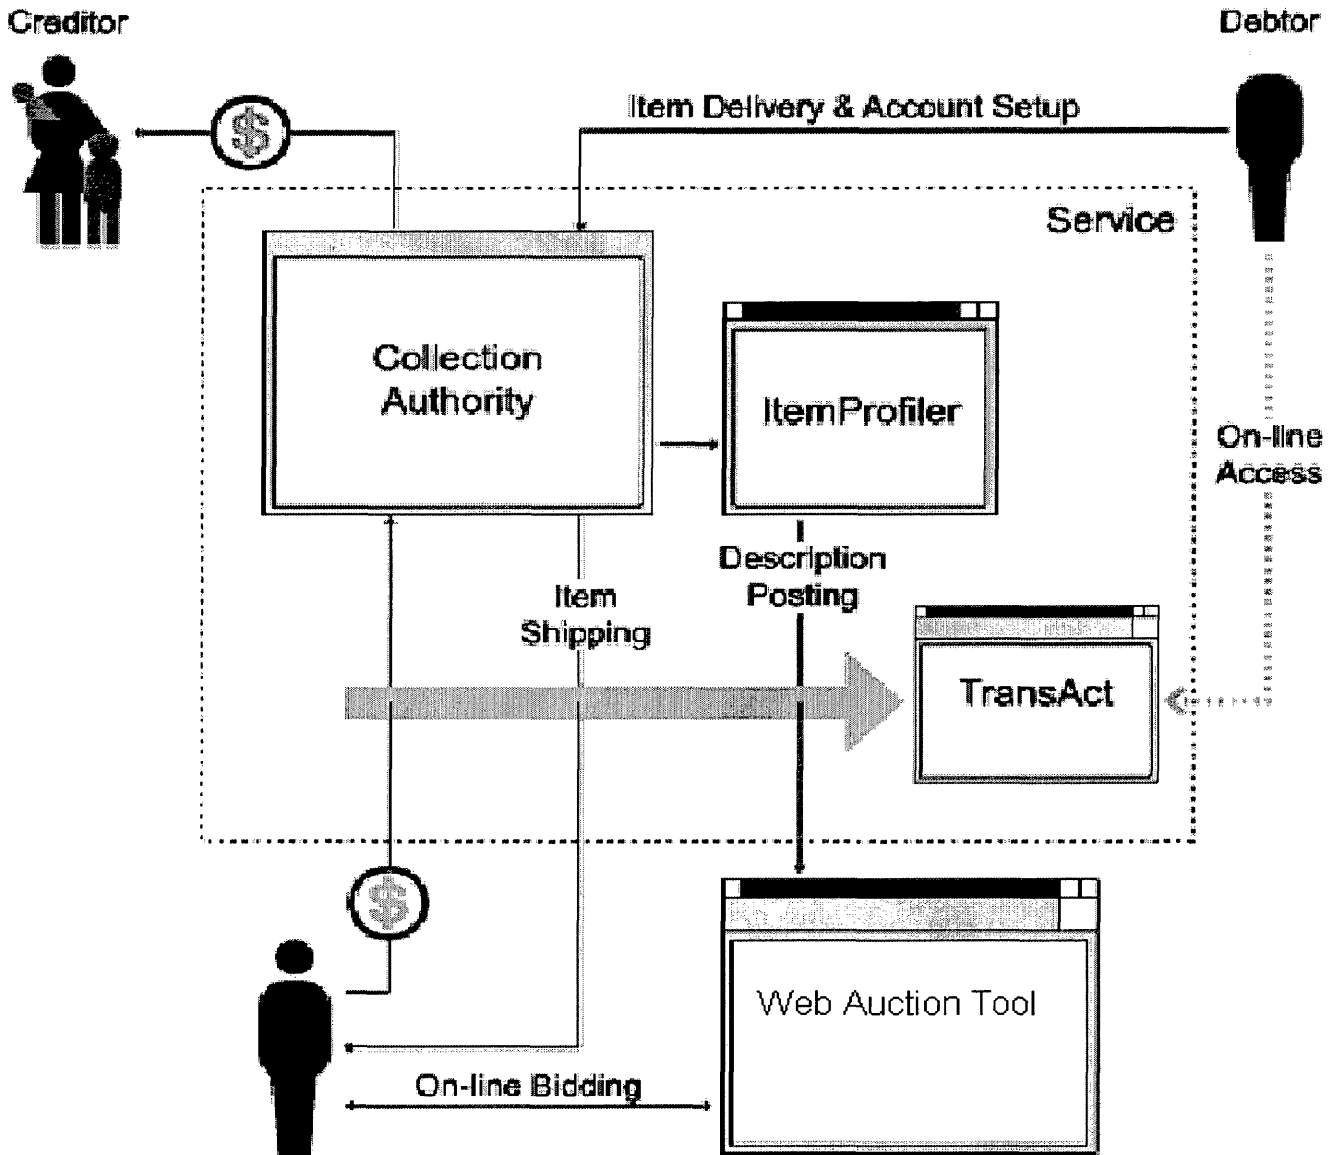 Creditor
Debtor
$
Item Delivery & Account Setup
Service
Collection
Authority
ItemProfiler
On-line
Access
Description
Posting
Item
Shipping
TransAct
$
Web Auction Tool
On-line Bidding